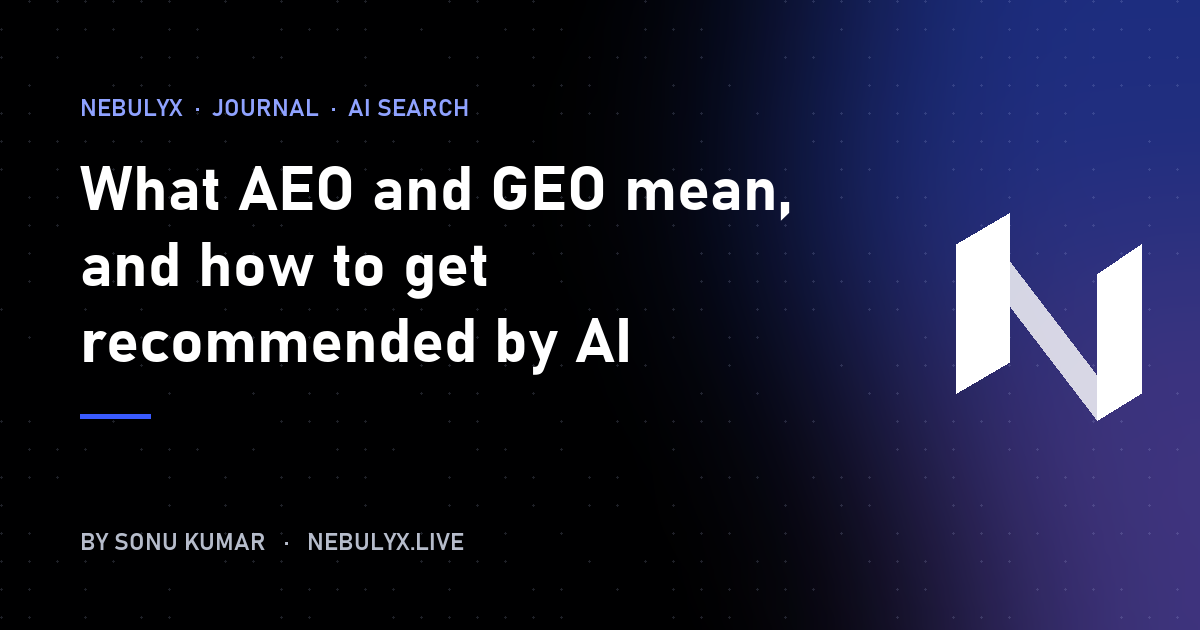 NEBULYX · JOURNAL · AI SEARCH
What AEO and GEO mean,
and how to get
recommended by AI
BY SONU KUMAR · NEBULYX.LIVE